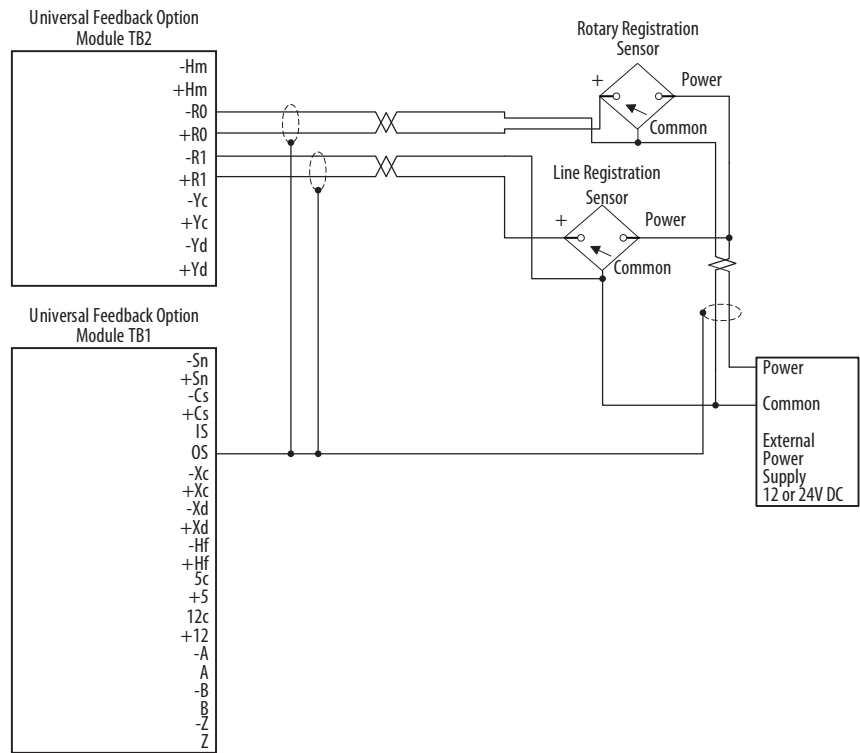 Universal Feedback Option
Module TB2
-Hm
+Hm
-R0
+R0
-R1
+R1
-Yc
+Yc
-Yd
+Yd
Rotary Registration
Sensor
+
Power
Common
Line Registration
Sensor
+
Power
Common
Universal Feedback Option
Module TB1
-Sn
+Sn
-Cs
+Cs
IS
OS
-Xc
+Xc
-Xd
+Xd
-Hf
+Hf
5c
+5
12c
+12
-A
A
-B
B
-Z
Z
Power
Common
External
Power
Supply
12 or 24V DC